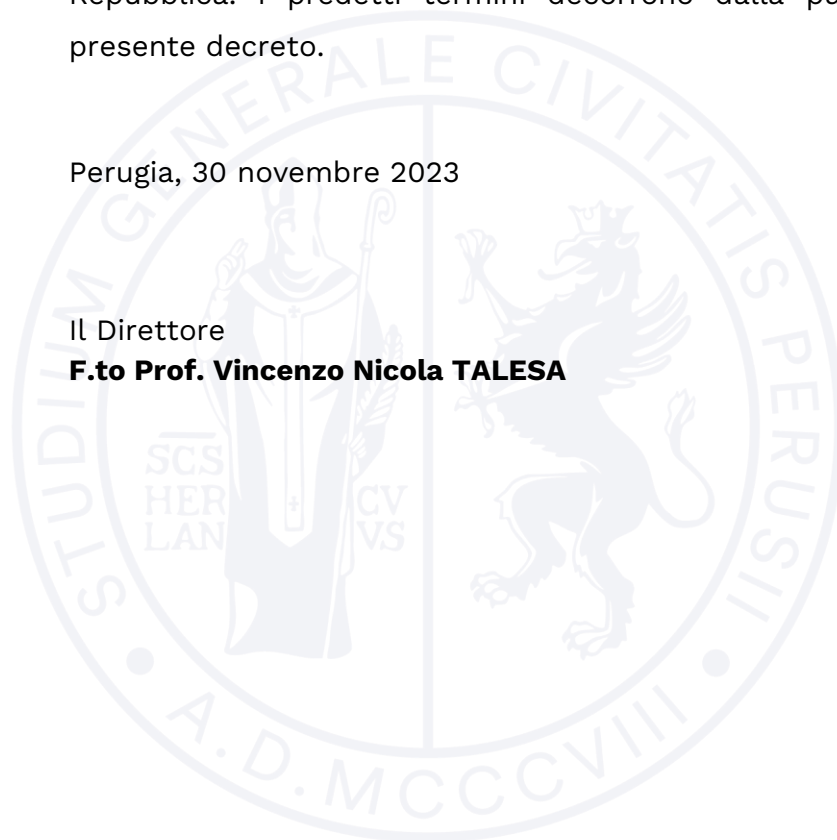 Repubblica. I predetti termini decorrono dalla
presente decreto.
Perugia, 30 novembre 2023
Il Direttore
F.to Prof. Vincenzo Nicola TALESA
STUDIUM GENERALE CIVITATIS PERUSII
SCS
HER
LAN
CV
VS
A.D. MCCCVIII